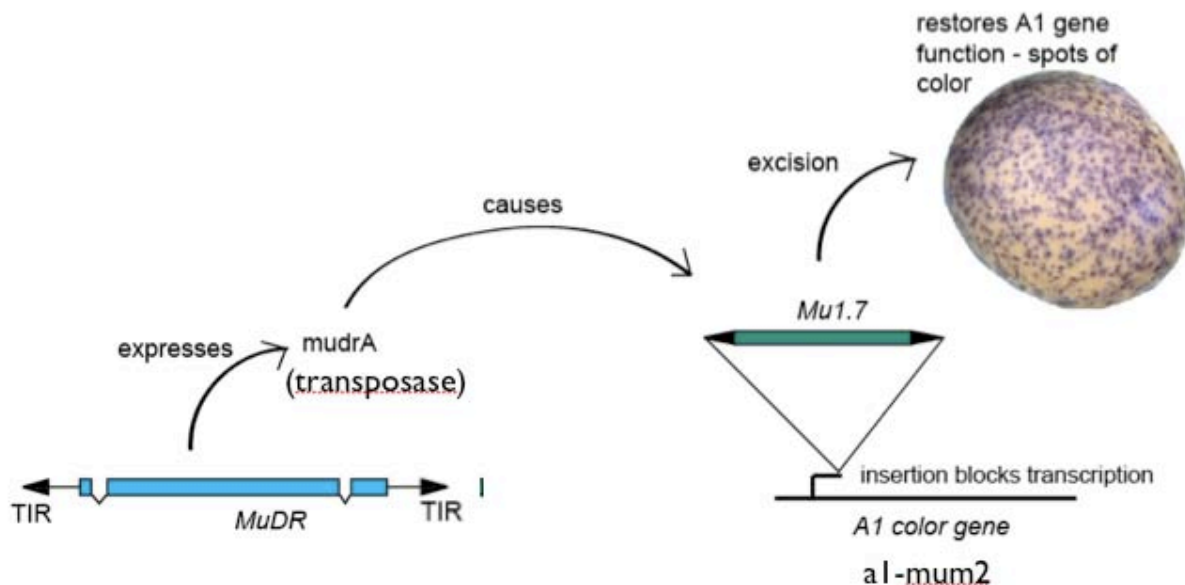 restores A1 gene
function - spots of
color
excision
causes
Mu1.7
expresses
mudrA
(transposase)
insertion blocks transcription
TIR
MuDR
TIR
A1 color gene
a1-mum2